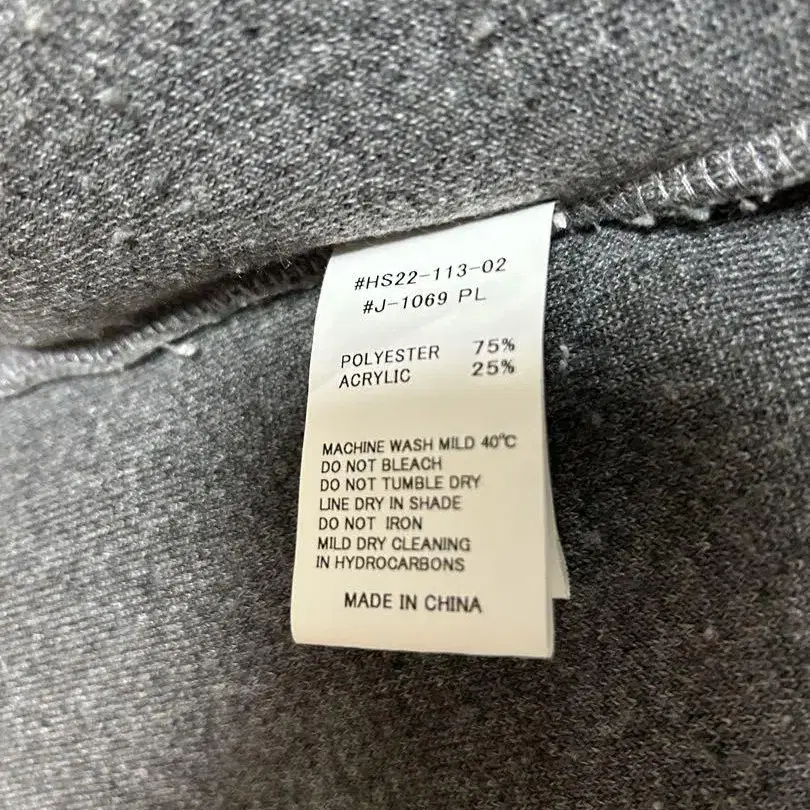 #HS22-113-02
#J-1069 PL
POLYESTER 75%
ACRYLIC 25%
MACHINE WASH MILD 40℃
DO NOT BLEACH
DO NOT TUMBLE DRY
LINE DRY IN SHADE
DO NOT IRON
MILD DRY CLEANING
IN HYDROCARBONS
MADE IN CHINA